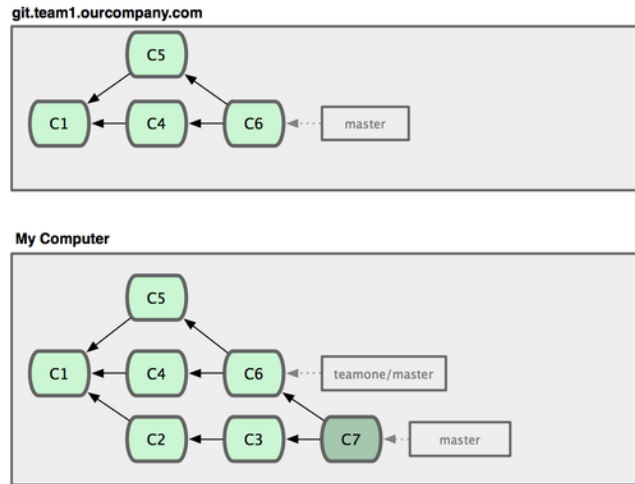 git.team1.ourcompany.com
C5
C1
C4
C6
master
My Computer
C5
C1
C4
C6
teamone/master
C2
C3
C7
master